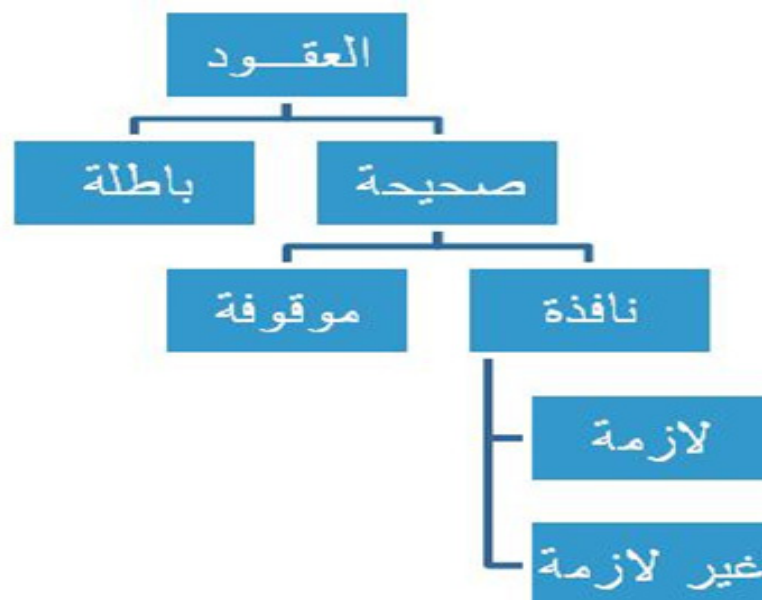 العقـــود
صحيحة
باطلة
نافذة
موقوفة
لازمة
غير لازمة